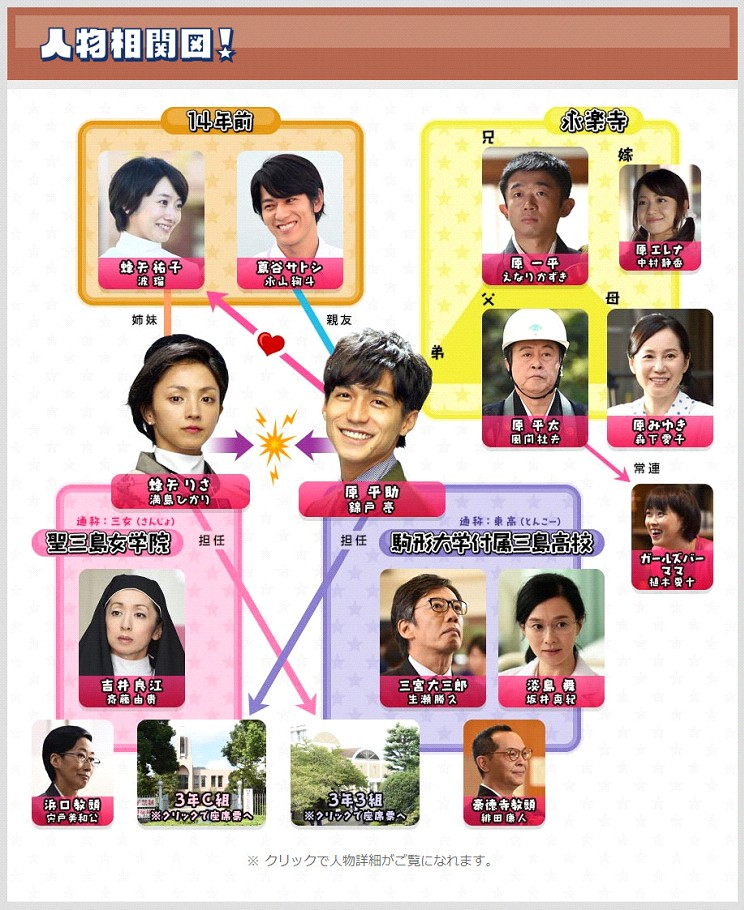 人物相関図!
14年前
永楽寺
兄
嫁
蜂矢祐子
波瑠
蔦谷サトシ
永山絢斗
原 一平
えなりかずき
原エレナ
中村静香
姉妹
親友
父
母
弟
原 平太
風間杜夫
原みゆき
森下愛子
常連
蜂矢りさ
満島ひかり
原 平助
錦戸 亮
ガールズバー
ママ
植木夏十
通称:三女(さんじょ)
聖三島女学院
担任
担任
通称:東高(とんこー)
駒形大学付属三島高校
吉井良江
斉藤由貴
三宮大三郎
生瀬勝久
淡島 舞
坂井真紀
浜口教頭
宍戸美和公
3年C組
※クリックで座席票へ
3年3組
※クリックで座席票へ
豪徳寺教頭
緋田康人
※ クリックで人物詳細がご覧になれます。